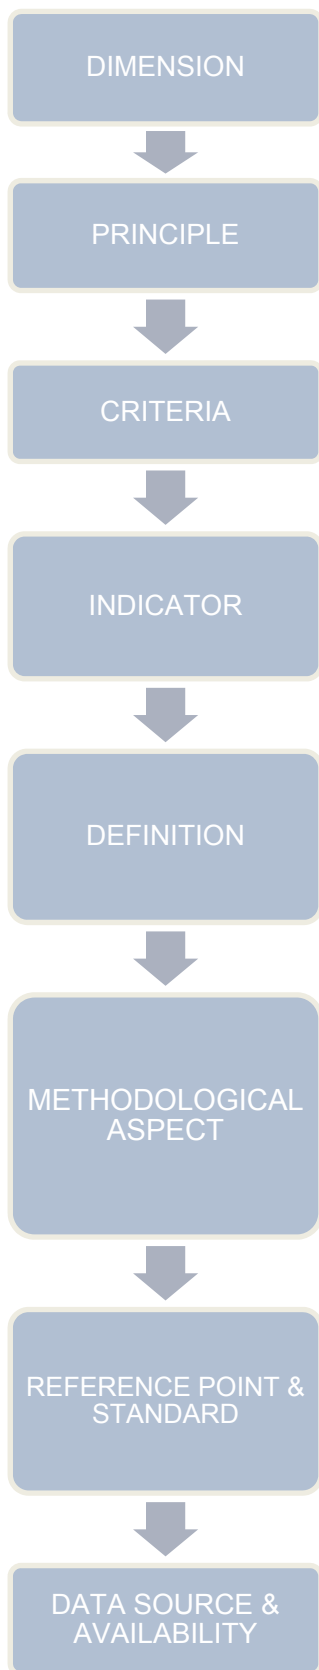 DIMENSION
PRINCIPLE
CRITERIA
INDICATOR
DEFINITION
METHODOLOGICAL
ASPECT
REFERENCE POINT &
STANDARD
DATA SOURCE &
AVAILABILITY